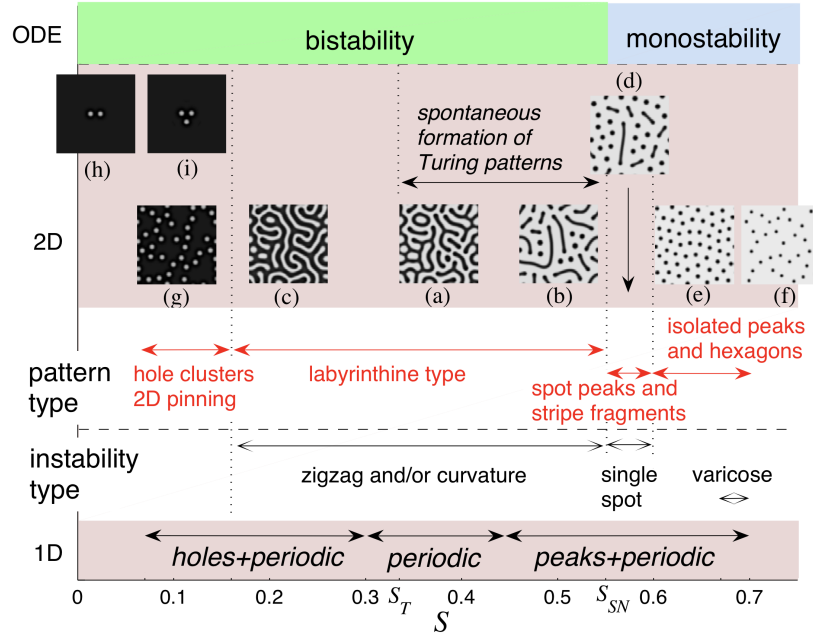 ODE
bistability
monostability
(d)
spontaneous
formation of
Turing patterns
(h)
(i)
2D
(g)
(c)
(a)
(b)
(e)
(f)
isolated peaks
and hexagons
pattern
type
hole clusters
2D pinning
labyrinthine type
spot peaks and
stripe fragments
instability
type
zigzag and/or curvature
single
spot
varicose
1D
holes+periodic
periodic
peaks+periodic
0 0.1 0.2 0.3 S_T 0.4 0.5 S_SN 0.6 0.7
S